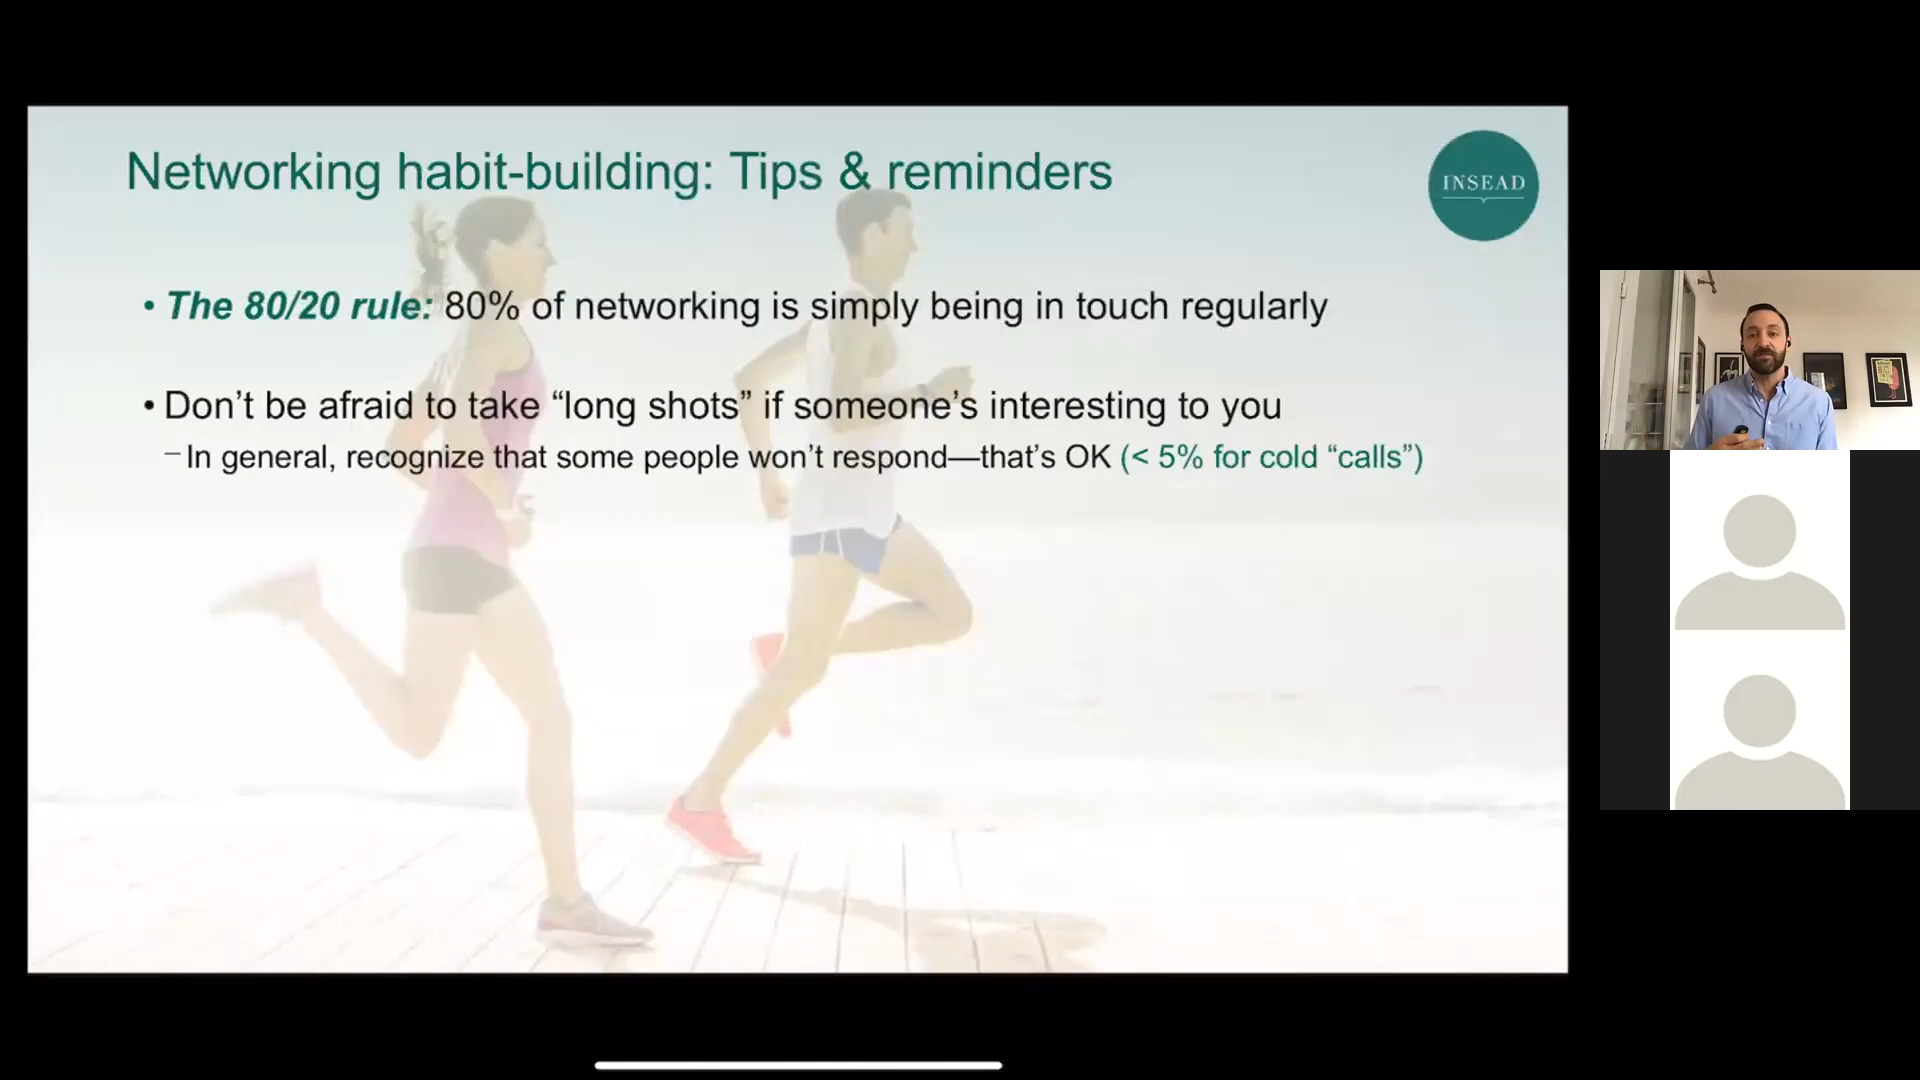 Networking habit-building: Tips & reminders
INSEAD
• The 80/20 rule: 80% of networking is simply being in touch regularly
• Don’t be afraid to take “long shots” if someone’s interesting to you
– In general, recognize that some people won’t respond—that’s OK (< 5% for cold “calls”)